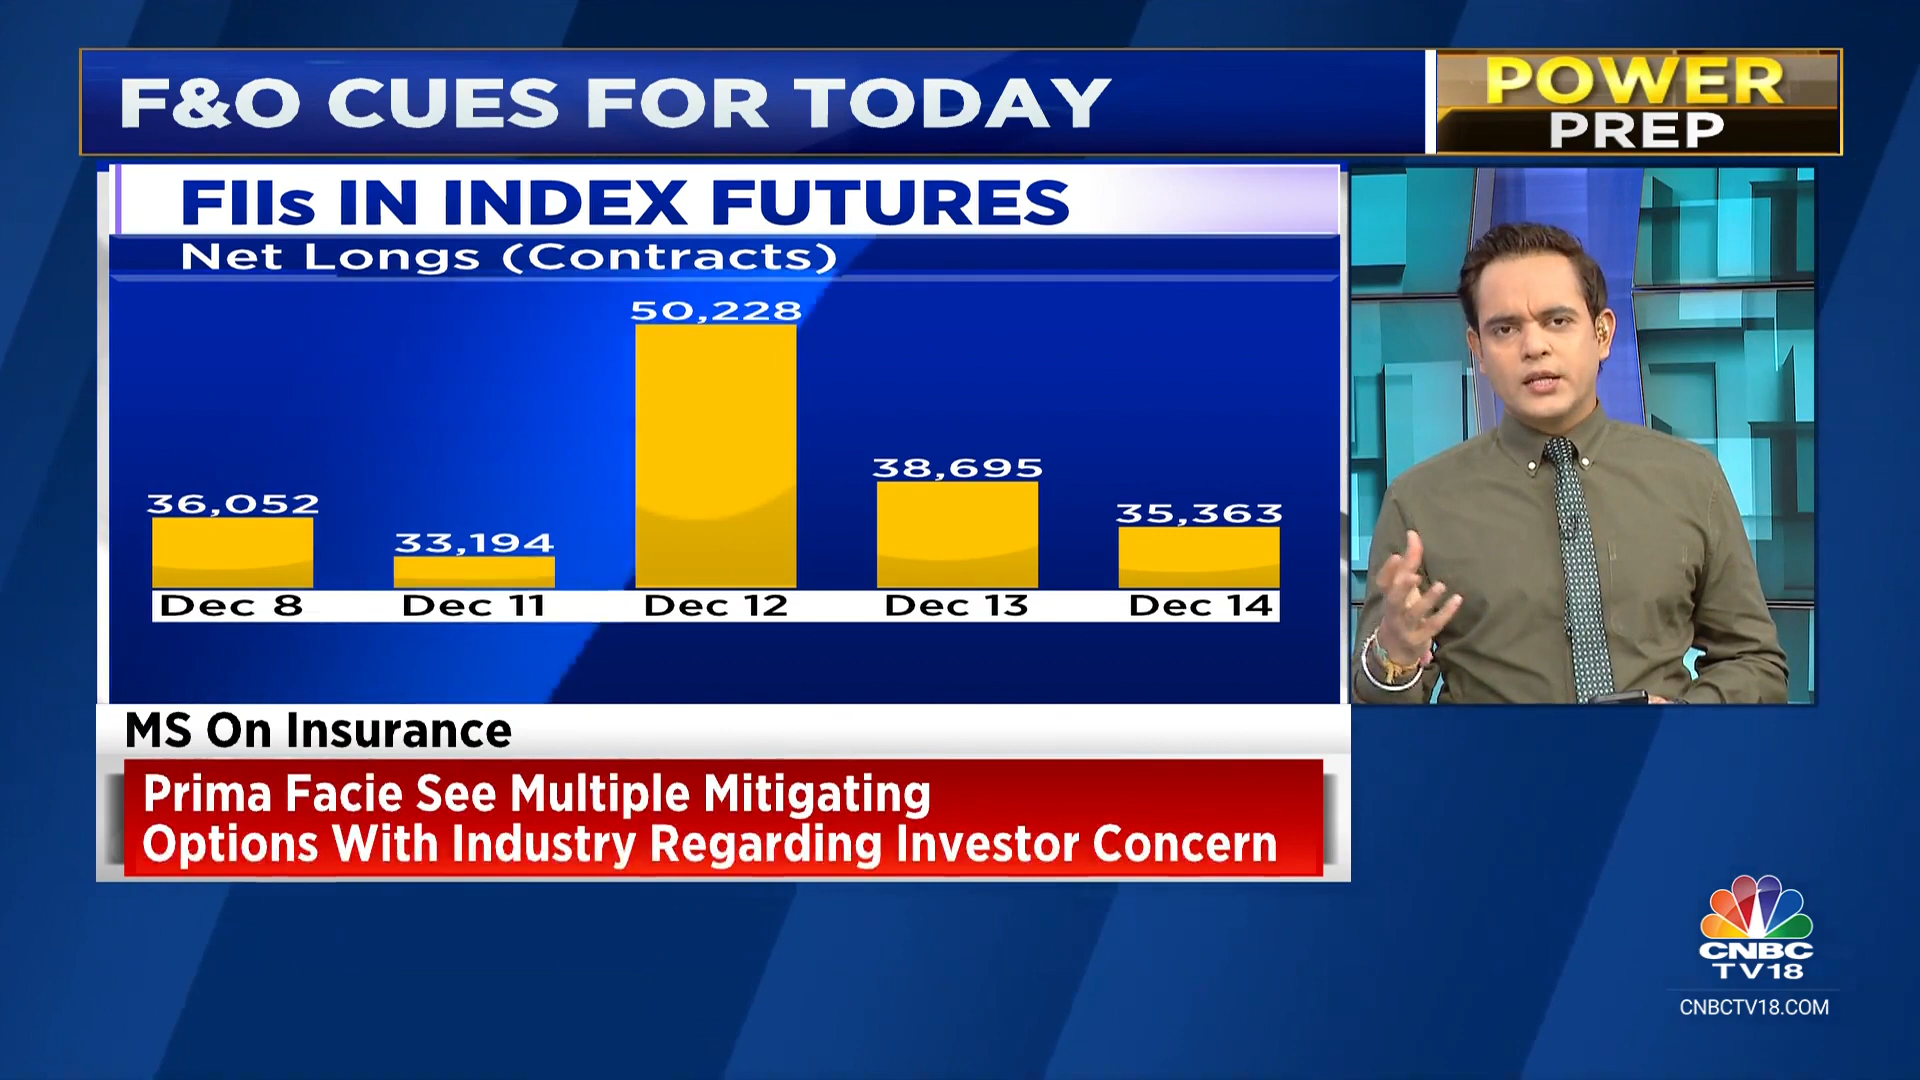 F&O CUES FOR TODAY
POWER
PREP
FIIs IN INDEX FUTURES
Net Longs (Contracts)
50,228
38,695
36,052
35,363
33,194
Dec 8
Dec 11
Dec 12
Dec 13
Dec 14
MS On Insurance
Prima Facie See Multiple Mitigating
Options With Industry Regarding Investor Concern
CNBC
TV18
CNBCTV18.COM